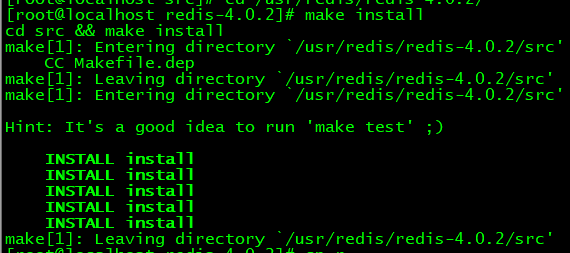 [root@localhost src]# cd /usr/redis/redis-4.0.2/
[root@localhost redis-4.0.2]# make install
cd src && make install
make[1]: Entering directory `/usr/redis/redis-4.0.2/src'
CC Makefile.dep
make[1]: Leaving directory `/usr/redis/redis-4.0.2/src'
make[1]: Entering directory `/usr/redis/redis-4.0.2/src'
Hint: It's a good idea to run 'make test' ;)
INSTALL install
INSTALL install
INSTALL install
INSTALL install
INSTALL install
make[1]: Leaving directory `/usr/redis/redis-4.0.2/src'
[root@localhost redis-4.0.2]#